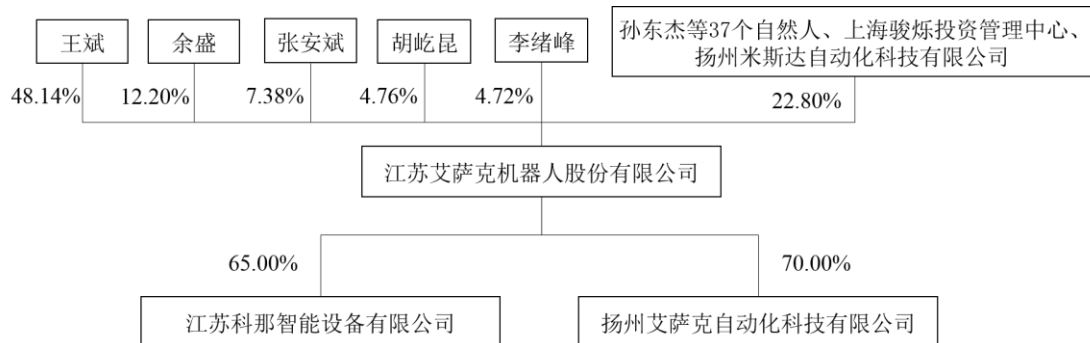 王斌
余盛
张安斌
胡屹昆
李绪峰
孙东杰等37个自然人、上海骏烁投资管理中心、
扬州米斯达自动化科技有限公司
48.14%
12.20%
7.38%
4.76%
4.72%
22.80%
江苏艾萨克机器人股份有限公司
65.00%
70.00%
江苏科那智能设备有限公司
扬州艾萨克自动化科技有限公司